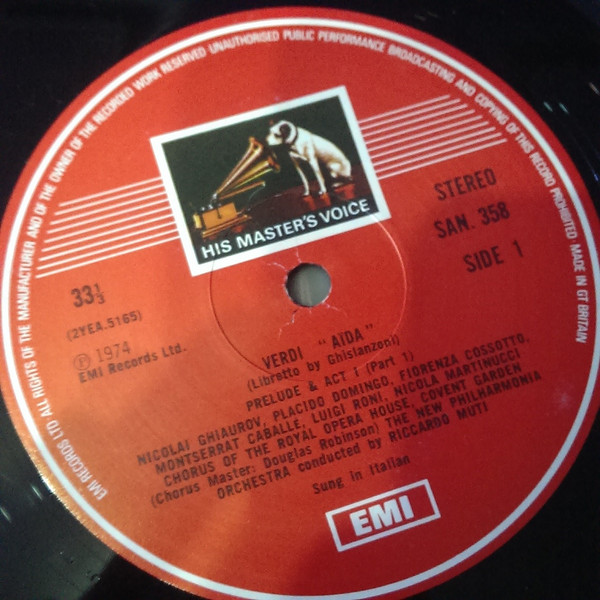 EMI RECORDS LTD ALL RIGHTS OF THE MANUFACTURER AND OF THE OWNER OF THE RECORDED WORK RESERVED UNAUTHORISED PUBLIC PERFORMANCE BROADCASTING AND COPYING OF THIS RECORD PROHIBITED MADE IN GT BRITAIN
HIS MASTER'S VOICE
STEREO
SAN. 358
SIDE 1
33⅓
(2YEA.5165)
Ⓟ 1974
EMI Records Ltd.
VERDI "AÏDA"
(Libretto by Ghislanzoni)
PRELUDE & ACT I (Part 1)
NICOLAI GHIAUROV, PLACIDO DOMINGO, FIORENZA COSSOTTO,
MONTSERRAT CABALLE, LUIGI RONI, NICOLA MARTINUCCI
CHORUS OF THE ROYAL OPERA HOUSE, COVENT GARDEN
(Chorus Master: Douglas Robinson) THE NEW PHILHARMONIA
ORCHESTRA conducted by RICCARDO MUTI
Sung in Italian
EMI